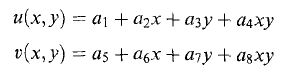 u(x, y) = a₁ + a₂x + a₃y + a₄xy
v(x, y) = a₅ + a₆x + a₇y + a₈xy